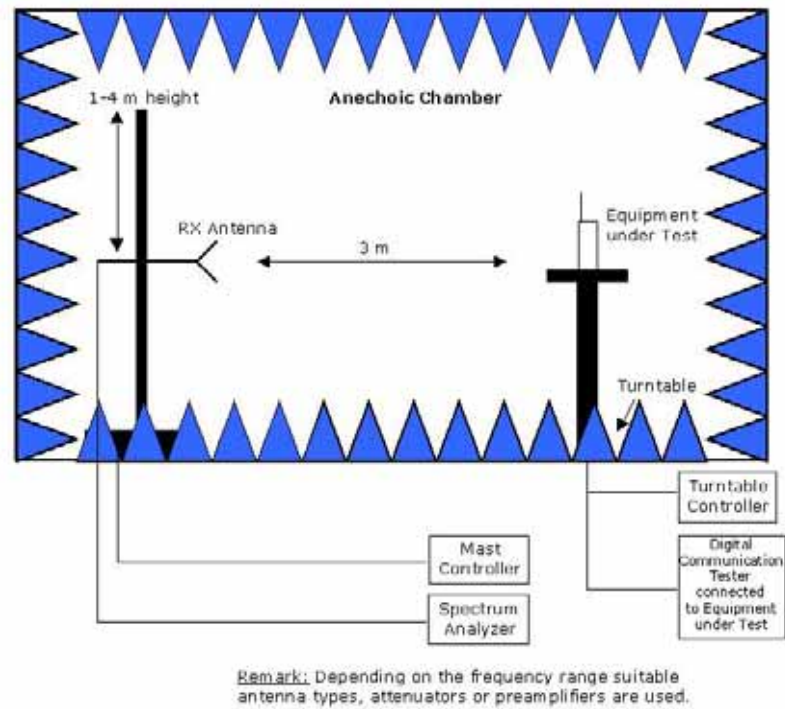 1-4 m height
Anechoic Chamber
RX Antenna
3 m
Equipment
under Test
Turntable
Turntable
Controller
Mast
Controller
Digital
Communication
Tester
connected
to Equipment
under Test
Spectrum
Analyzer
Remark: Depending on the frequency range suitable
antenna types, attenuators or preamplifiers are used.